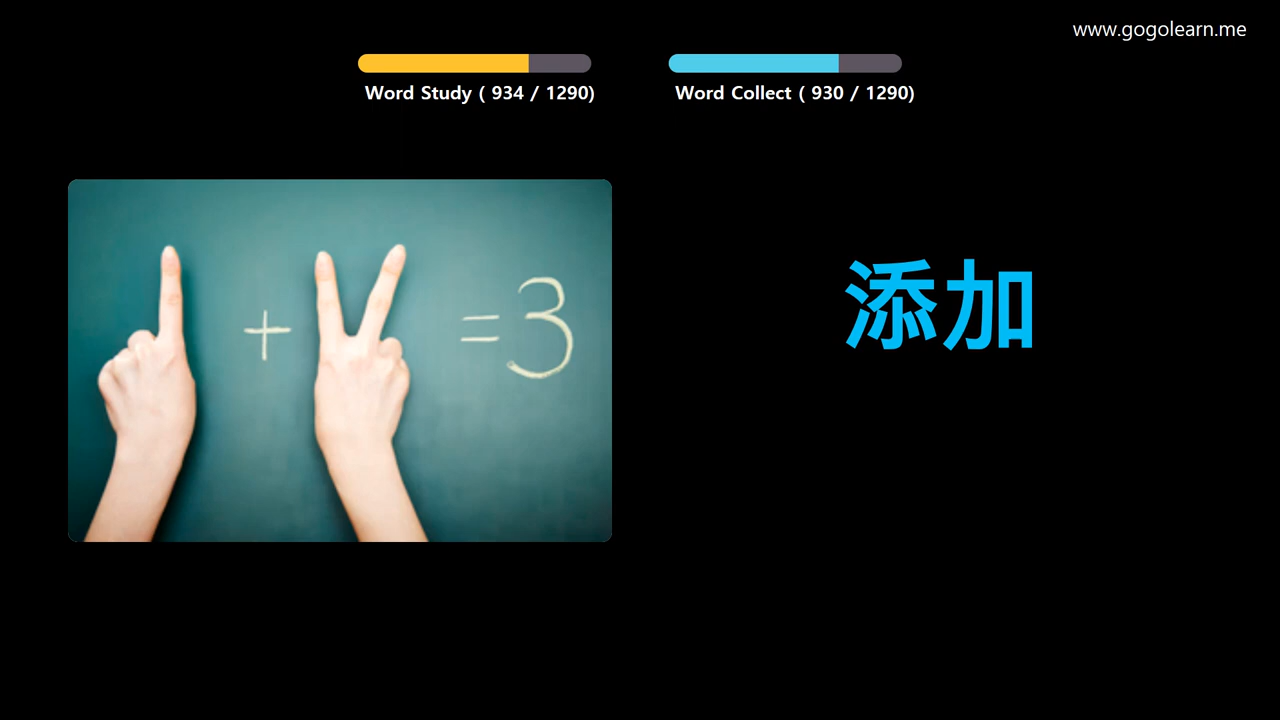 www.gogolearn.me
Word Study ( 934 / 1290)
Word Collect ( 930 / 1290)
+ = 3
添加